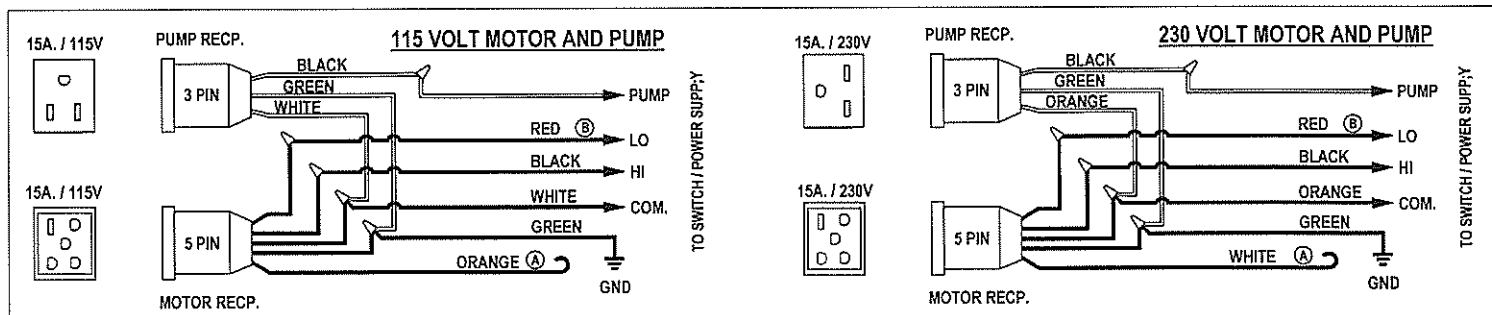 115 VOLT MOTOR AND PUMP
15A. / 115V
PUMP RECP.
3 PIN
BLACK
GREEN
WHITE
PUMP
RED Ⓑ
LO
BLACK
HI
15A. / 115V
WHITE
COM.
GREEN
5 PIN
ORANGE Ⓐ
GND
MOTOR RECP.
TO SWITCH / POWER SUPP;Y
230 VOLT MOTOR AND PUMP
15A. / 230V
PUMP RECP.
3 PIN
BLACK
GREEN
ORANGE
PUMP
RED Ⓑ
LO
BLACK
HI
15A. / 230V
ORANGE
COM.
GREEN
5 PIN
WHITE Ⓐ
GND
MOTOR RECP.
TO SWITCH / POWER SUPP;Y